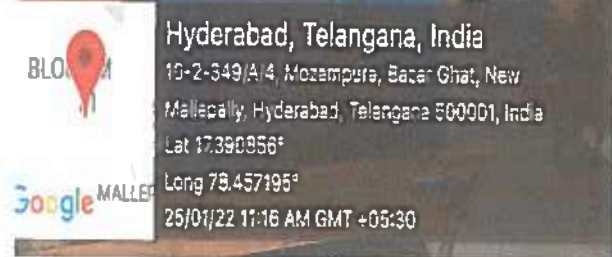 Hyderabad, Telangana, India
10-2-349/A/4, Mozampura, Bazar Ghat, New
Mallepally, Hyderabad, Telangana 500001, India
Lat 17.390856°
Long 78.457195°
25/01/22 11:16 AM GMT +05:30
Google